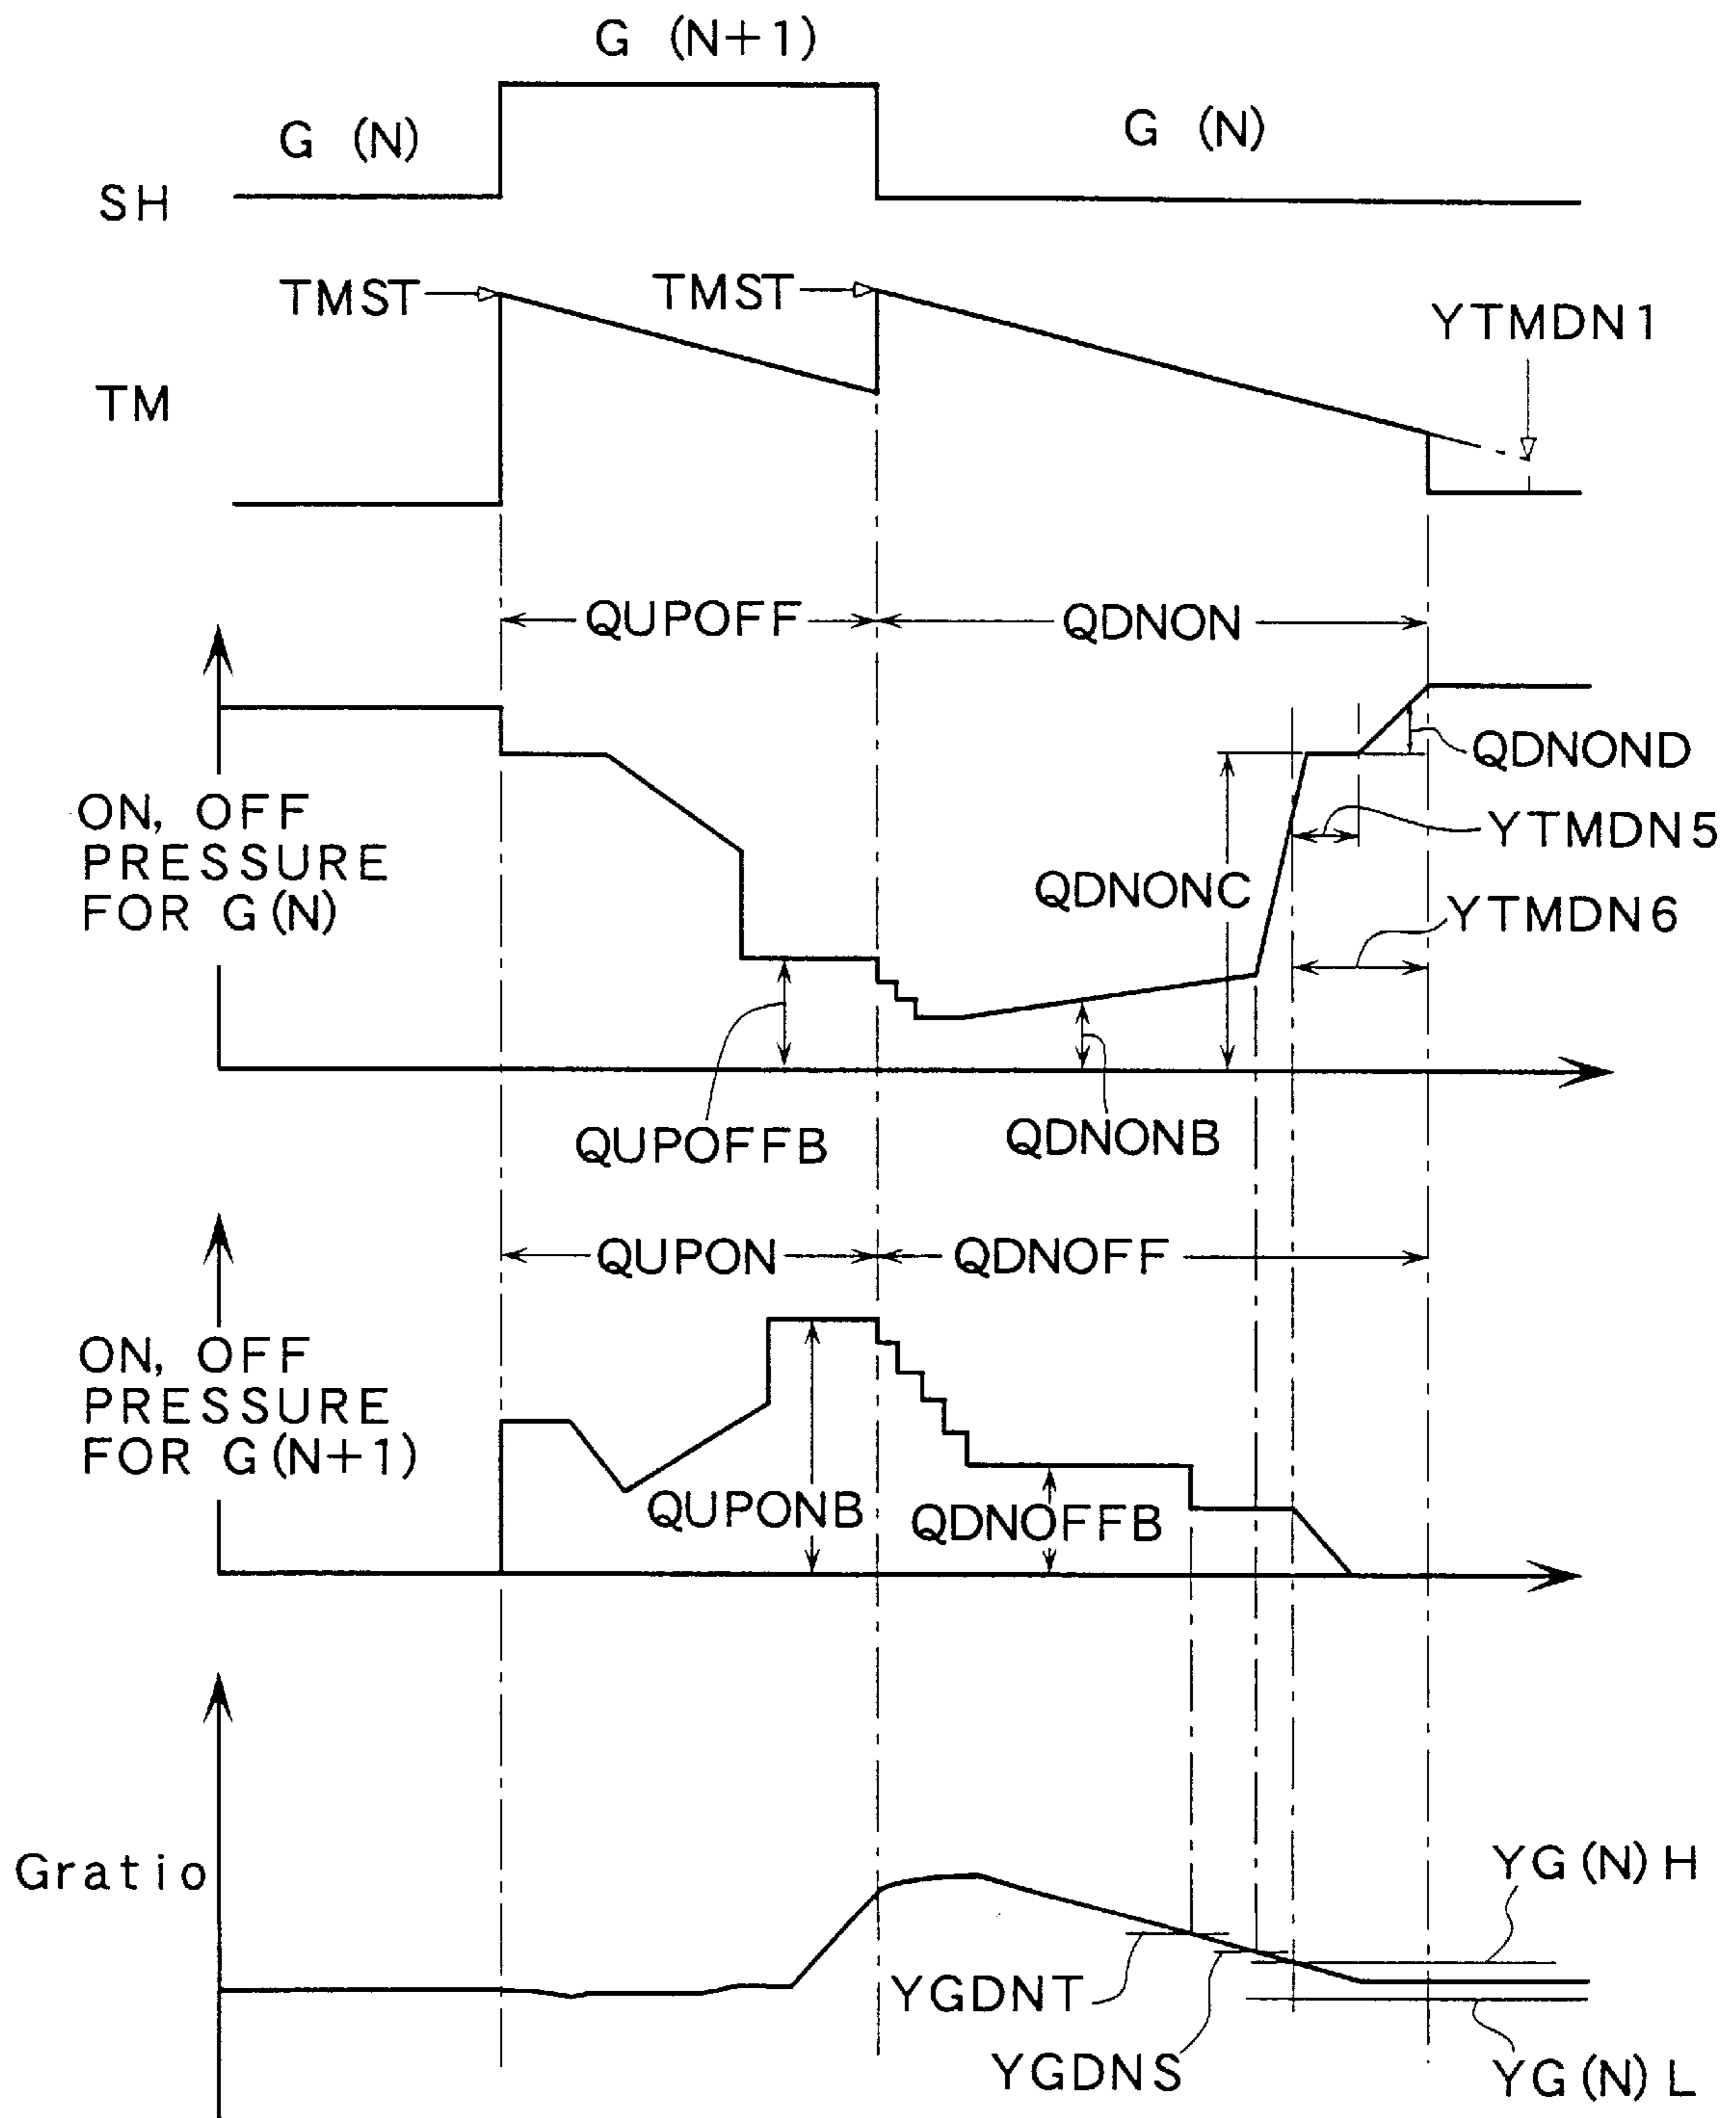 G (N+1)
G (N)
G (N)
SH
TMST
TMST
YTMDN1
TM
QUPOFF
QDNON
QDNOND
ON, OFF
PRESSURE
FOR G(N)
YTMDN5
QDNONC
YTMDN6
QUPOFFB
QDNONB
QUPON
QDNOFF
ON, OFF
PRESSURE
FOR G(N+1)
QUPONB
QDNOFFB
Gratio
YG(N)H
YGDNT
YGDNS
YG(N)L